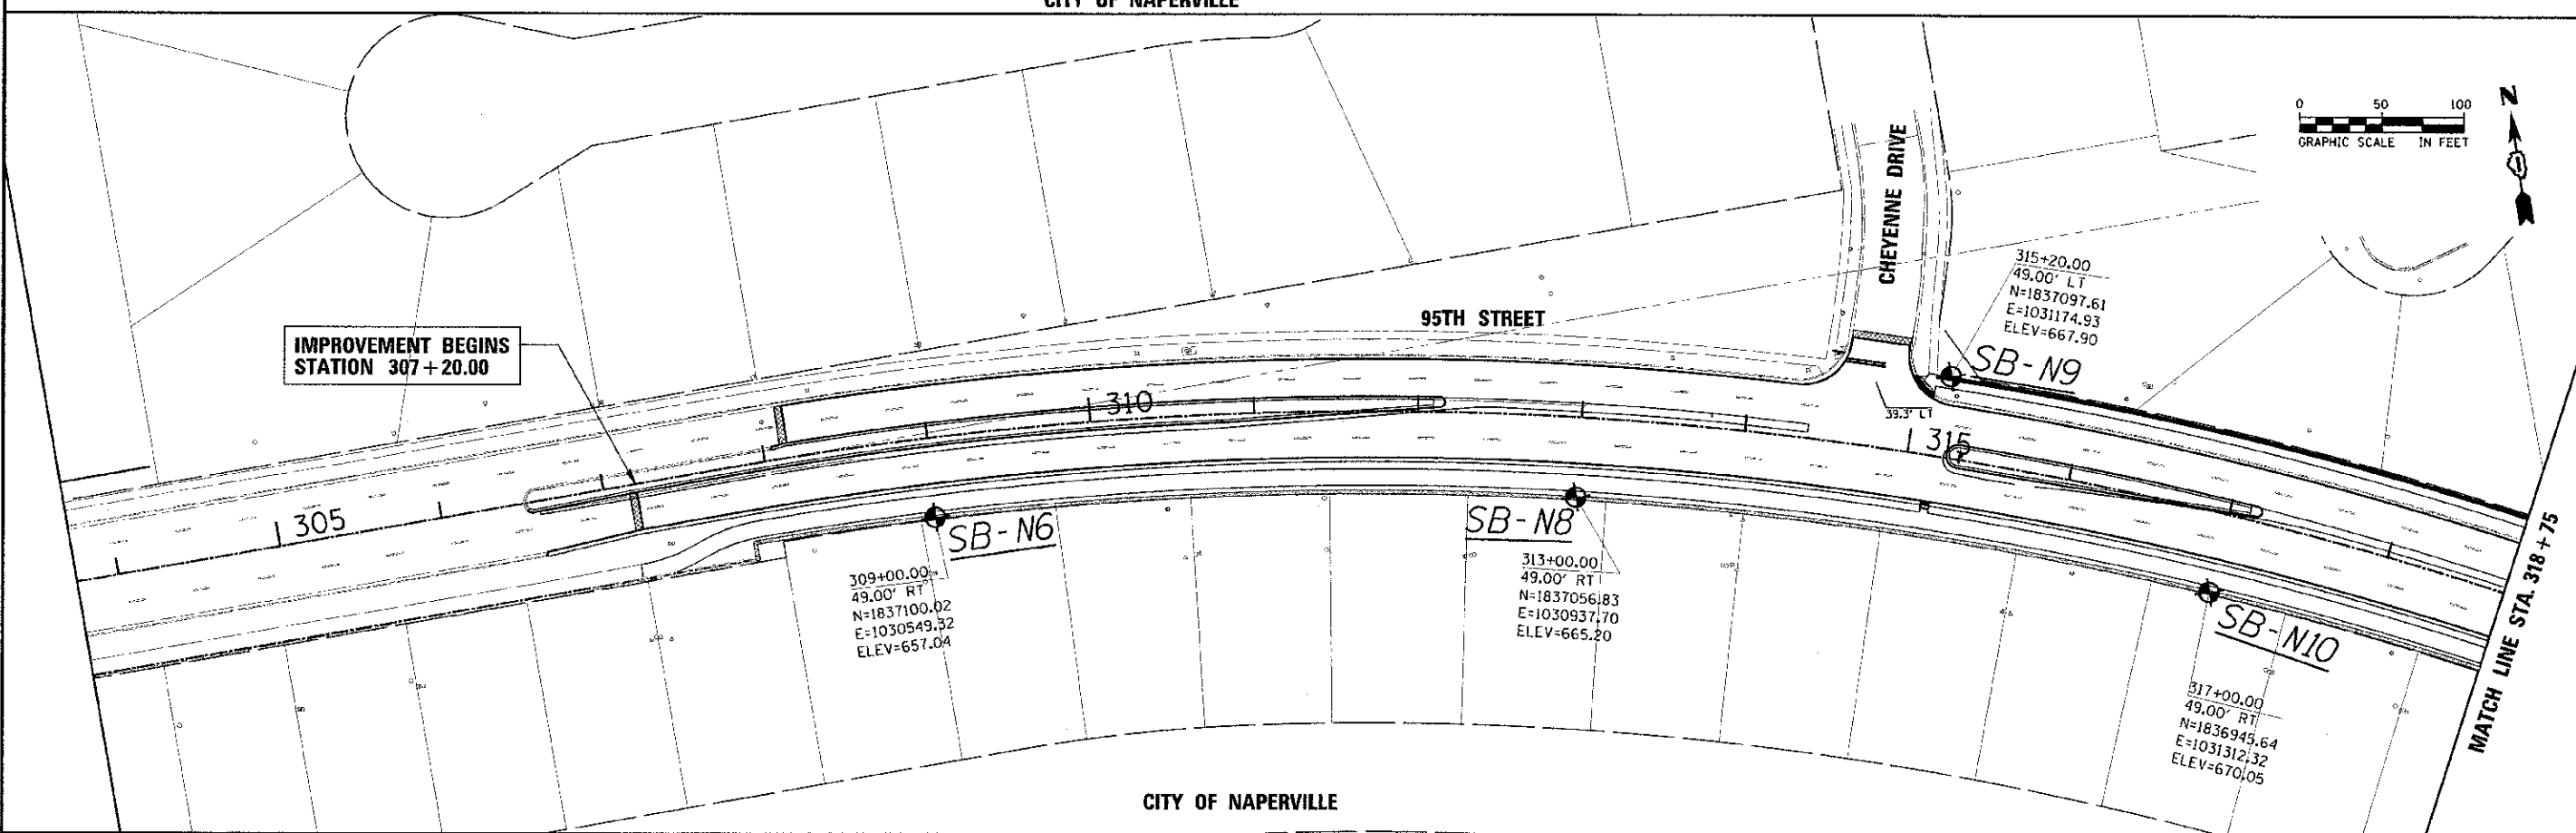 CITY OF NAPERVILLE
0 50 100
GRAPHIC SCALE IN FEET
N
CHEYENNE DRIVE
315+20.00
49.00' LT
N=1837097.61
E=1031174.93
ELEV=667.90
SB-N9
95TH STREET
IMPROVEMENT BEGINS
STATION 307+20.00
39.3' LT
305
310
315
SB-N6
309+00.00
49.00' RT
N=1837100.02
E=1030549.32
ELEV=657.04
SB-N8
313+00.00
49.00' RT
N=1837056.83
E=1030937.70
ELEV=665.20
SB-N10
317+00.00
49.00' RT
N=1836945.64
E=1031312.32
ELEV=670.05
MATCH LINE STA. 318+75
CITY OF NAPERVILLE